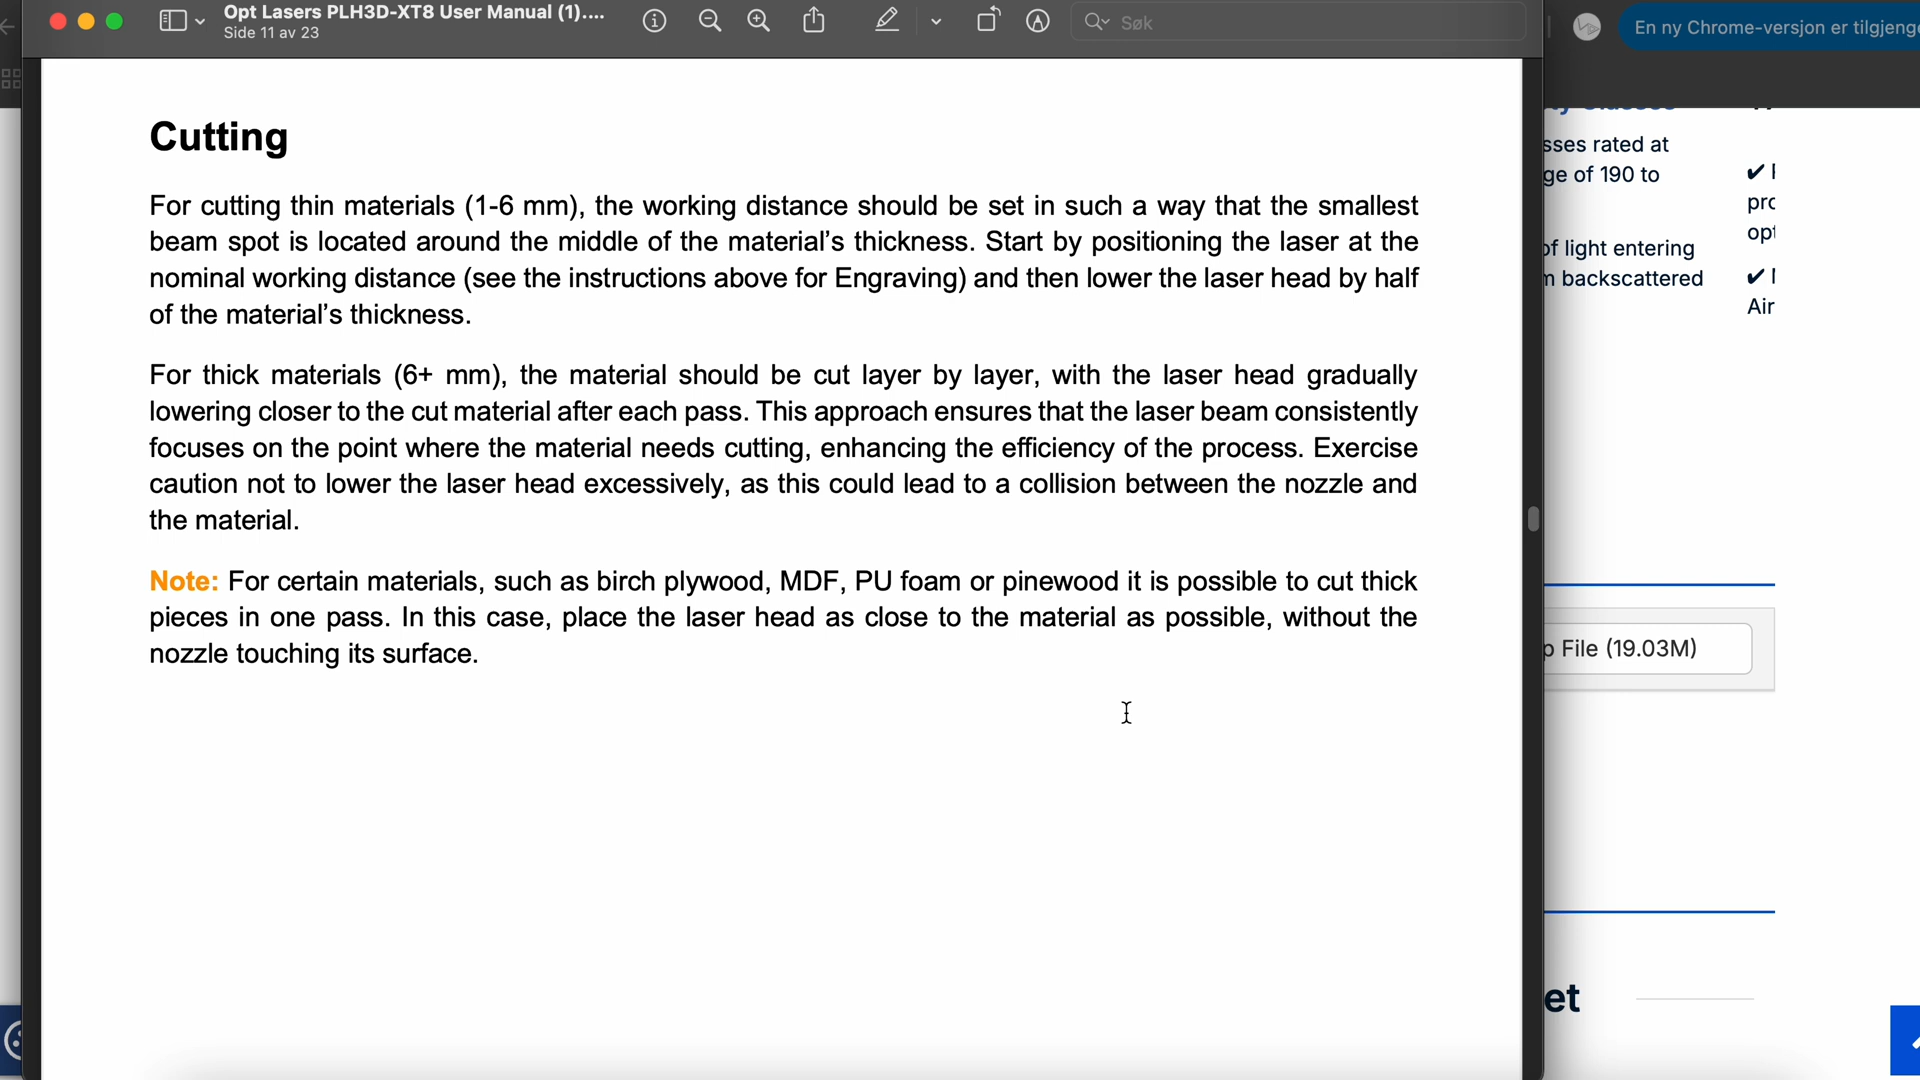 Opt Lasers PLH3D-XT8 User Manual (1)....
Side 11 av 23
Søk
En ny Chrome-versjon er tilgjenge
Cutting
For cutting thin materials (1-6 mm), the working distance should be set in such a way that the smallest
beam spot is located around the middle of the material's thickness. Start by positioning the laser at the
nominal working distance (see the instructions above for Engraving) and then lower the laser head by half
of the material's thickness.
For thick materials (6+ mm), the material should be cut layer by layer, with the laser head gradually
lowering closer to the cut material after each pass. This approach ensures that the laser beam consistently
focuses on the point where the material needs cutting, enhancing the efficiency of the process. Exercise
caution not to lower the laser head excessively, as this could lead to a collision between the nozzle and
the material.
Note: For certain materials, such as birch plywood, MDF, PU foam or pinewood it is possible to cut thick
pieces in one pass. In this case, place the laser head as close to the material as possible, without the
nozzle touching its surface.
sses rated at
ge of 190 to
of light entering
m backscattered
pro
opt
Air
p File (19.03M)
et